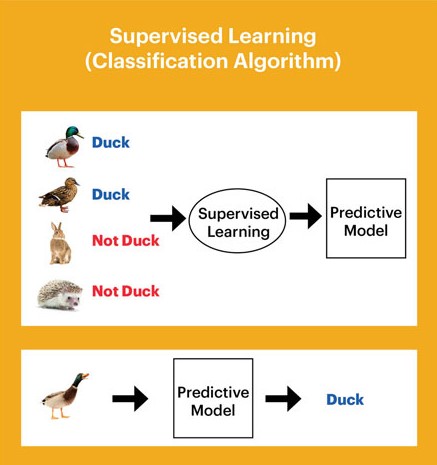 Supervised Learning
(Classification Algorithm)
Duck
Duck
Not Duck
Not Duck
Supervised
Learning
Predictive
Model
Predictive
Model
Duck